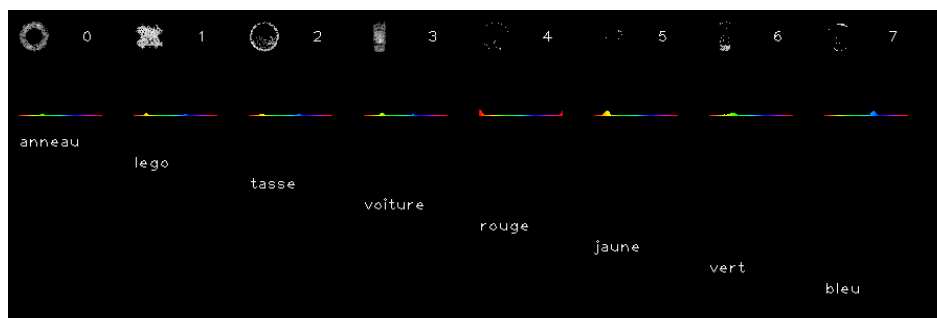 0 1 2 3 4 5 6 7
anneau
lego
tasse
voiture
rouge
jaune
vert
bleu